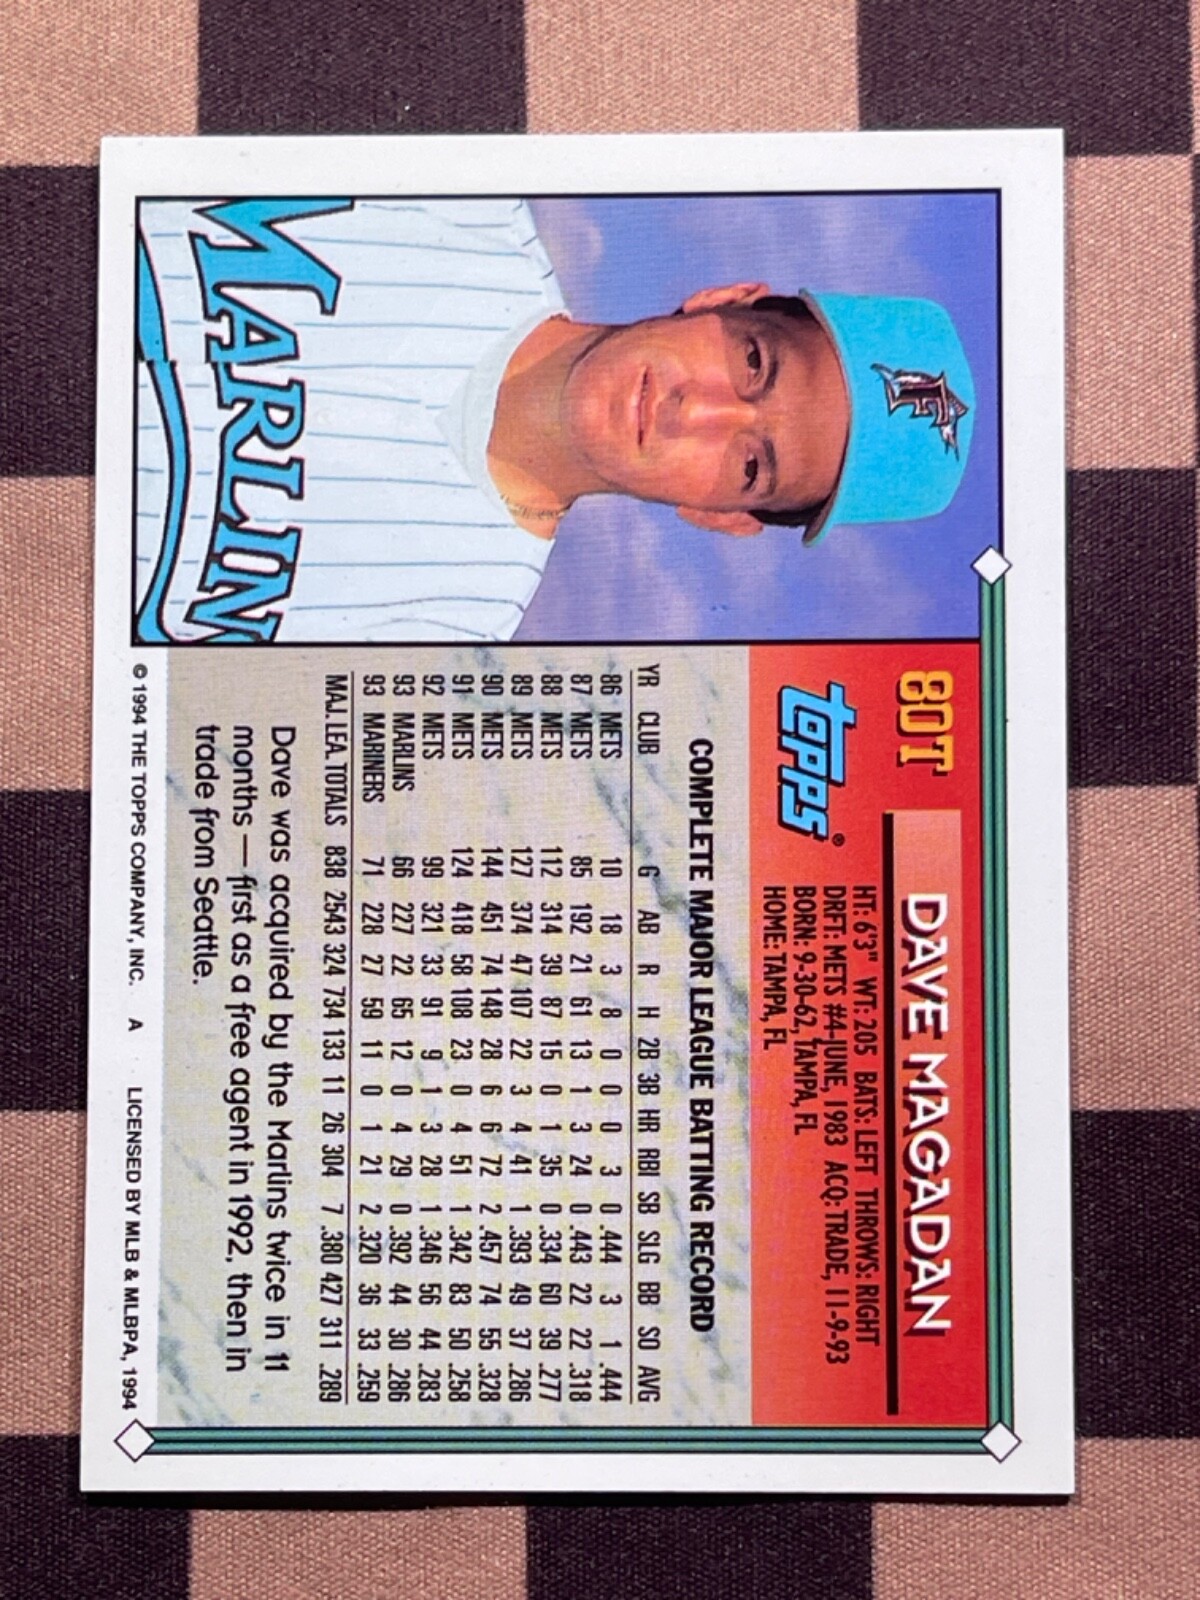 80T
DAVE MAGADAN
TOPPS®
HT: 6'3" WT: 205 BATS: LEFT THROWS: RIGHT
DRFT: METS #4-JUNE, 1983 ACQ: TRADE, 11-9-93
BORN: 9-30-62, TAMPA, FL
HOME: TAMPA, FL
COMPLETE MAJOR LEAGUE BATTING RECORD
YR CLUB G AB R H 2B 3B HR RBI SB SLG BB SO AVG
86 METS 10 18 3 8 0 0 0 3 0 .444 3 1 .444
87 METS 85 192 21 61 13 1 3 24 0 .443 22 22 .318
88 METS 112 314 39 87 15 0 1 35 0 .334 60 39 .277
89 METS 127 374 47 107 22 3 4 41 1 .393 49 37 .286
90 METS 144 451 74 148 28 6 6 72 2 .457 74 55 .328
91 METS 124 418 58 108 23 0 4 51 1 .342 83 50 .258
92 METS 99 321 33 91 9 1 3 28 1 .346 56 44 .283
93 MARLINS 66 227 22 65 12 0 4 29 0 .392 44 30 .286
93 MARINERS 71 228 27 59 11 0 1 21 2 .320 36 33 .259
MAJ. LEA. TOTALS 838 2543 324 734 133 11 26 304 7 .380 427 311 .289
Dave was acquired by the Marlins twice in 11
months — first as a free agent in 1992, then in
trade from Seattle.
© 1994 THE TOPPS COMPANY, INC. A LICENSED BY MLB & MLBPA, 1994
MARLIN
F